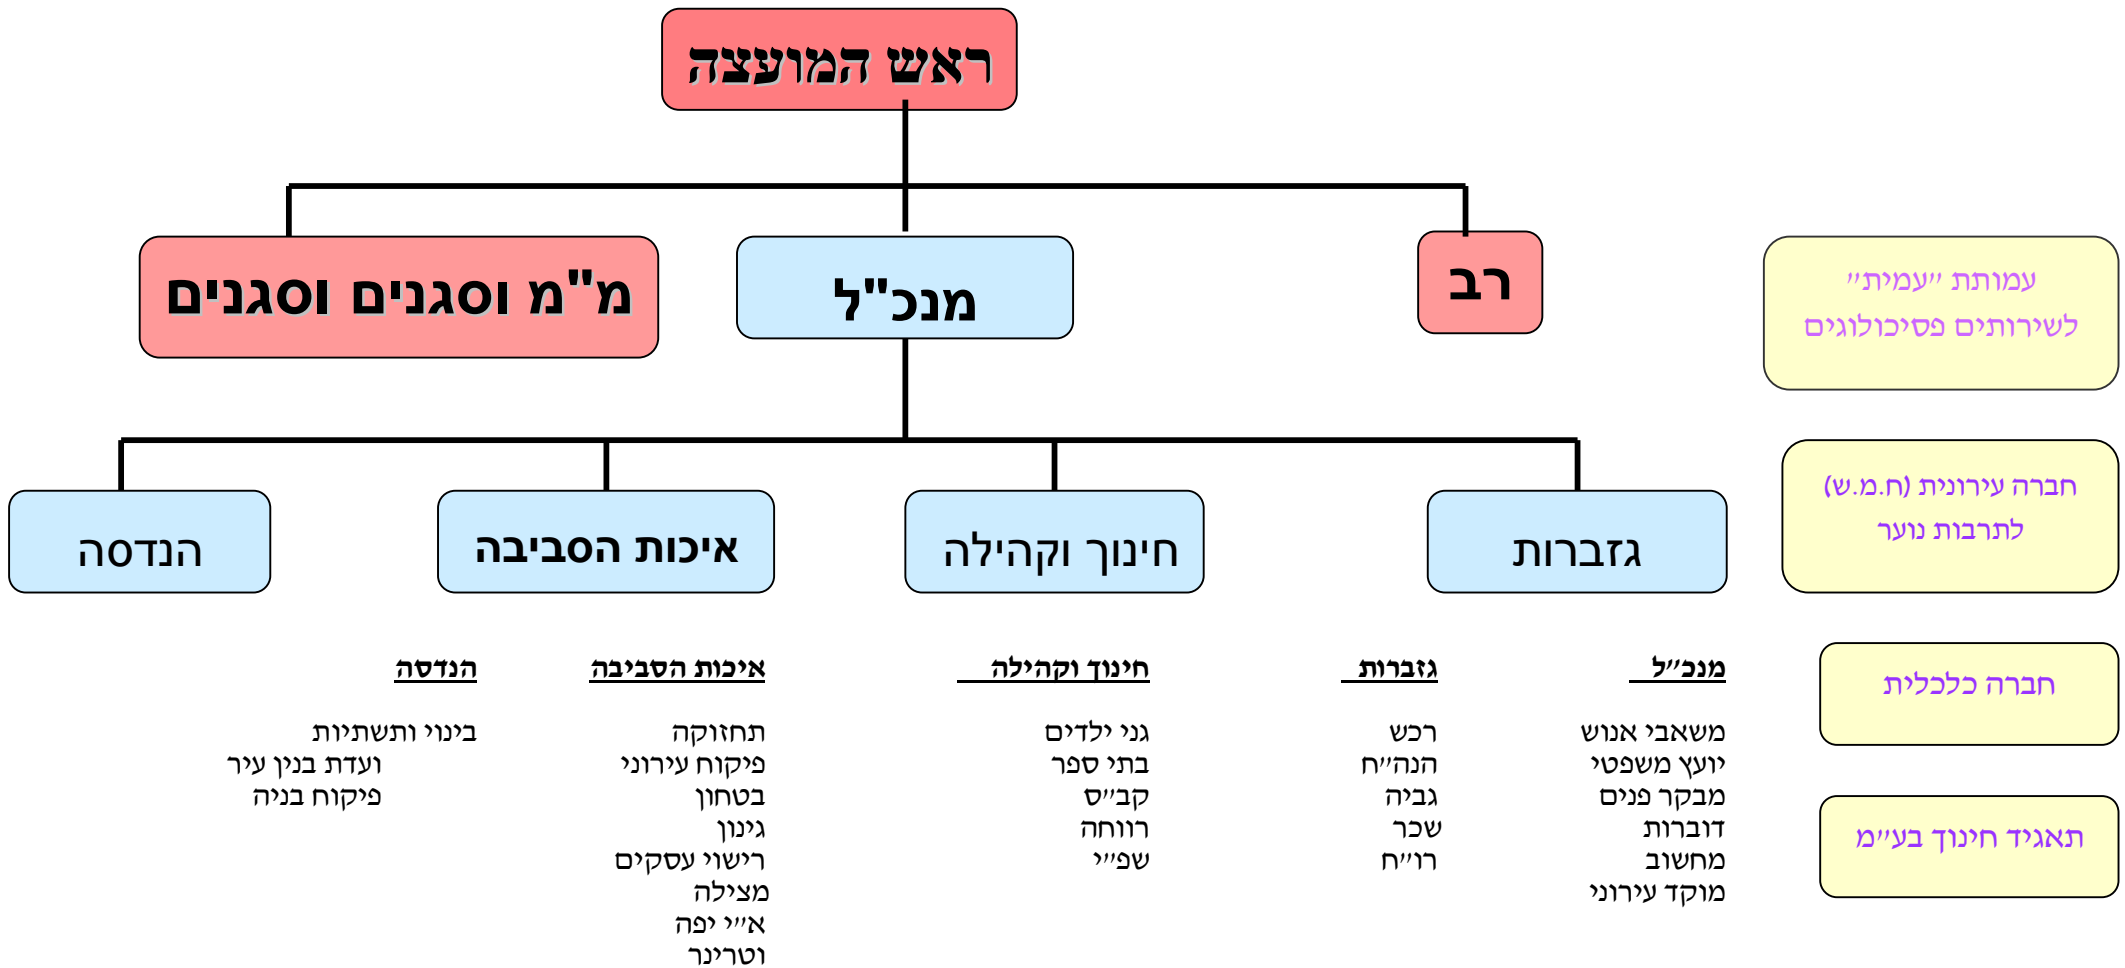 ראש המועצה
רב
מנכ"ל
מ"מ וסגנים וסגנים
עמותת "עמית"
לשירותים פסיכולוגים
חברה עירונית (ח.מ.ש)
לתרבות נוער
חברה כלכלית
תאגיד חינוך בע"מ
גזברות
חינוך וקהילה
איכות הסביבה
הנדסה
מנכ"ל
משאבי אנוש
יועץ משפטי
מבקר פנים
דוברות
מחשוב
מוקד עירוני
גזברות
רכש
הנה"ח
גביה
שכר
רו"ח
חינוך וקהילה
גני ילדים
בתי ספר
קב"ס
רווחה
שפ"י
איכות הסביבה
תחזוקה
פיקוח עירוני
בטחון
גינון
רישוי עסקים
מצילה
א"י יפה
וטרינר
הנדסה
בינוי ותשתיות
ועדת בנין עיר
פיקוח בניה